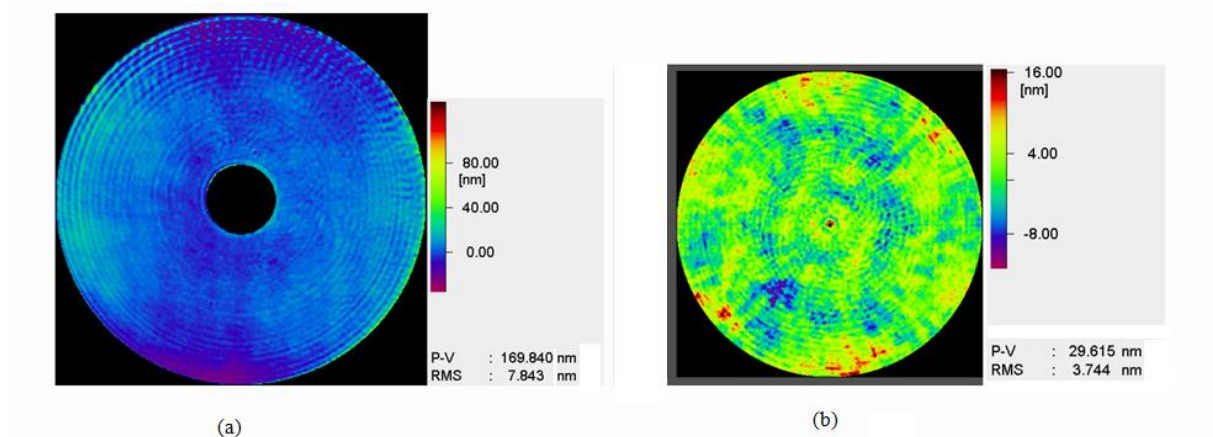 80.00
[nm]
40.00
0.00
P-V : 169.840 nm
RMS : 7.843 nm
(a)
16.00
[nm]
4.00
-8.00
P-V : 29.615 nm
RMS : 3.744 nm
(b)